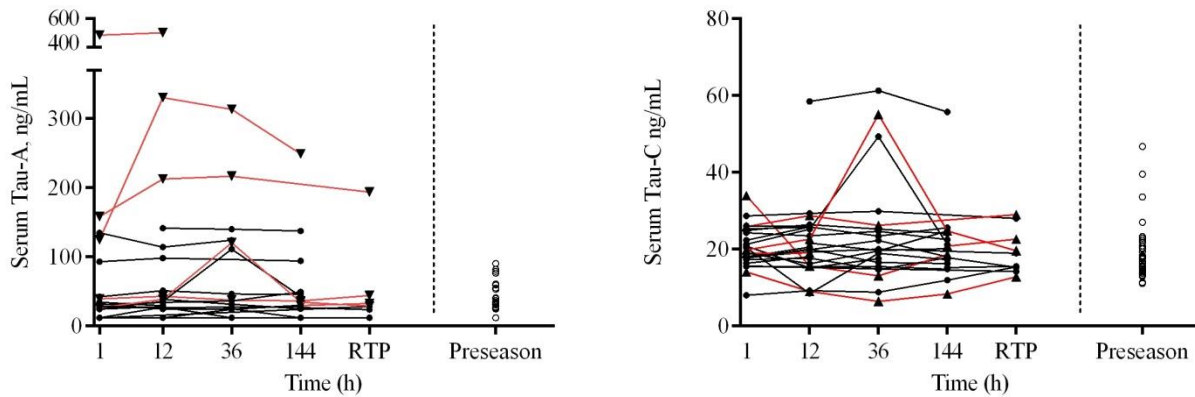 Serum Tau-A, ng/mL
600
400
300
200
100
0
1 12 36 144 RTP Preseason
Time (h)
Serum Tau-C ng/mL
80
60
40
20
0
1 12 36 144 RTP Preseason
Time (h)